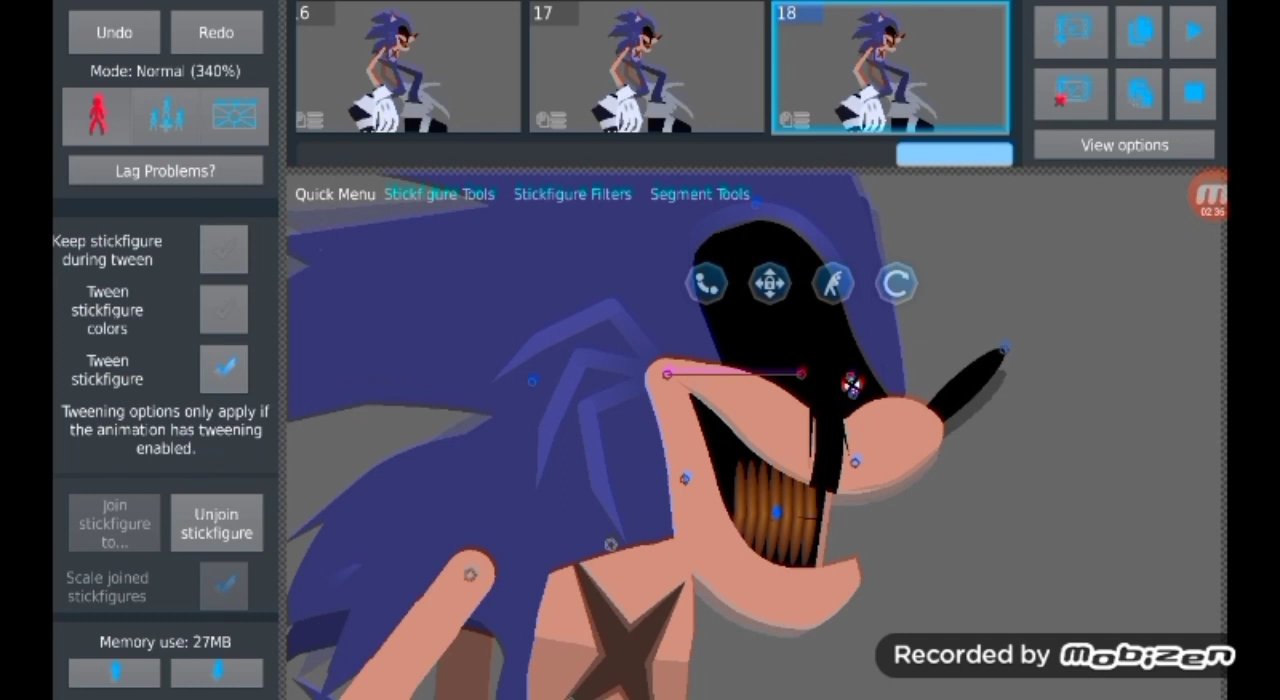 Undo
Redo
Mode: Normal (340%)
Lag Problems?
Keep stickfigure
during tween
Tween
stickfigure
colors
Tween
stickfigure
Tweening options only apply if
the animation has tweening
enabled.
Join
stickfigure
to...
Unjoin
stickfigure
Scale joined
stickfigures
Memory use: 27MB
.6
17
18
View options
Quick Menu
Stickfigure Tools
Stickfigure Filters
Segment Tools
02:36
Recorded by Mobizen